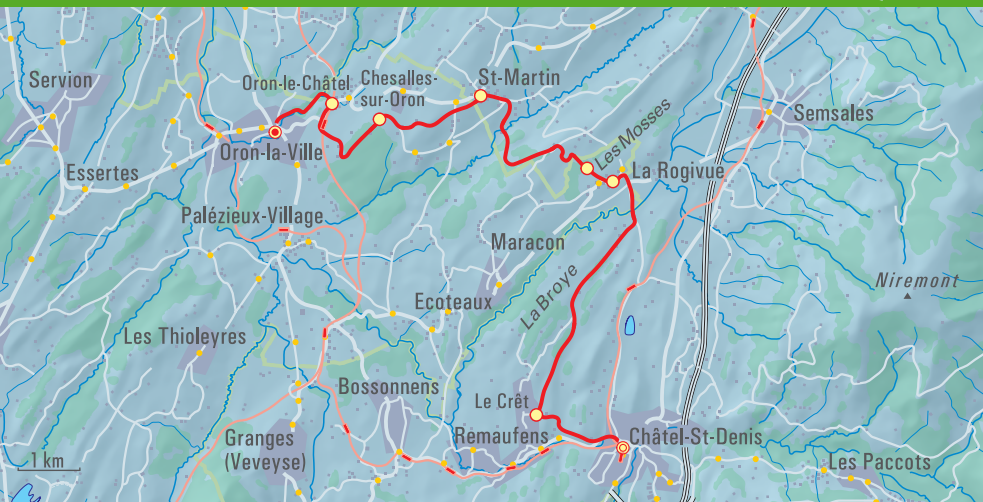 Servion
Oron-le-Châtel
Chesalles-
sur-Oron
St-Martin
Semsales
Oron-la-Ville
Les Mosses
La Rogivue
Essertes
Palézieux-Village
Maracon
Niremont
La Broye
Ecoteaux
Les Thioleyres
Bossonnens
Le Crêt
Granges
(Veveyse)
Remaufens
Châtel-St-Denis
Les Paccots
1 km